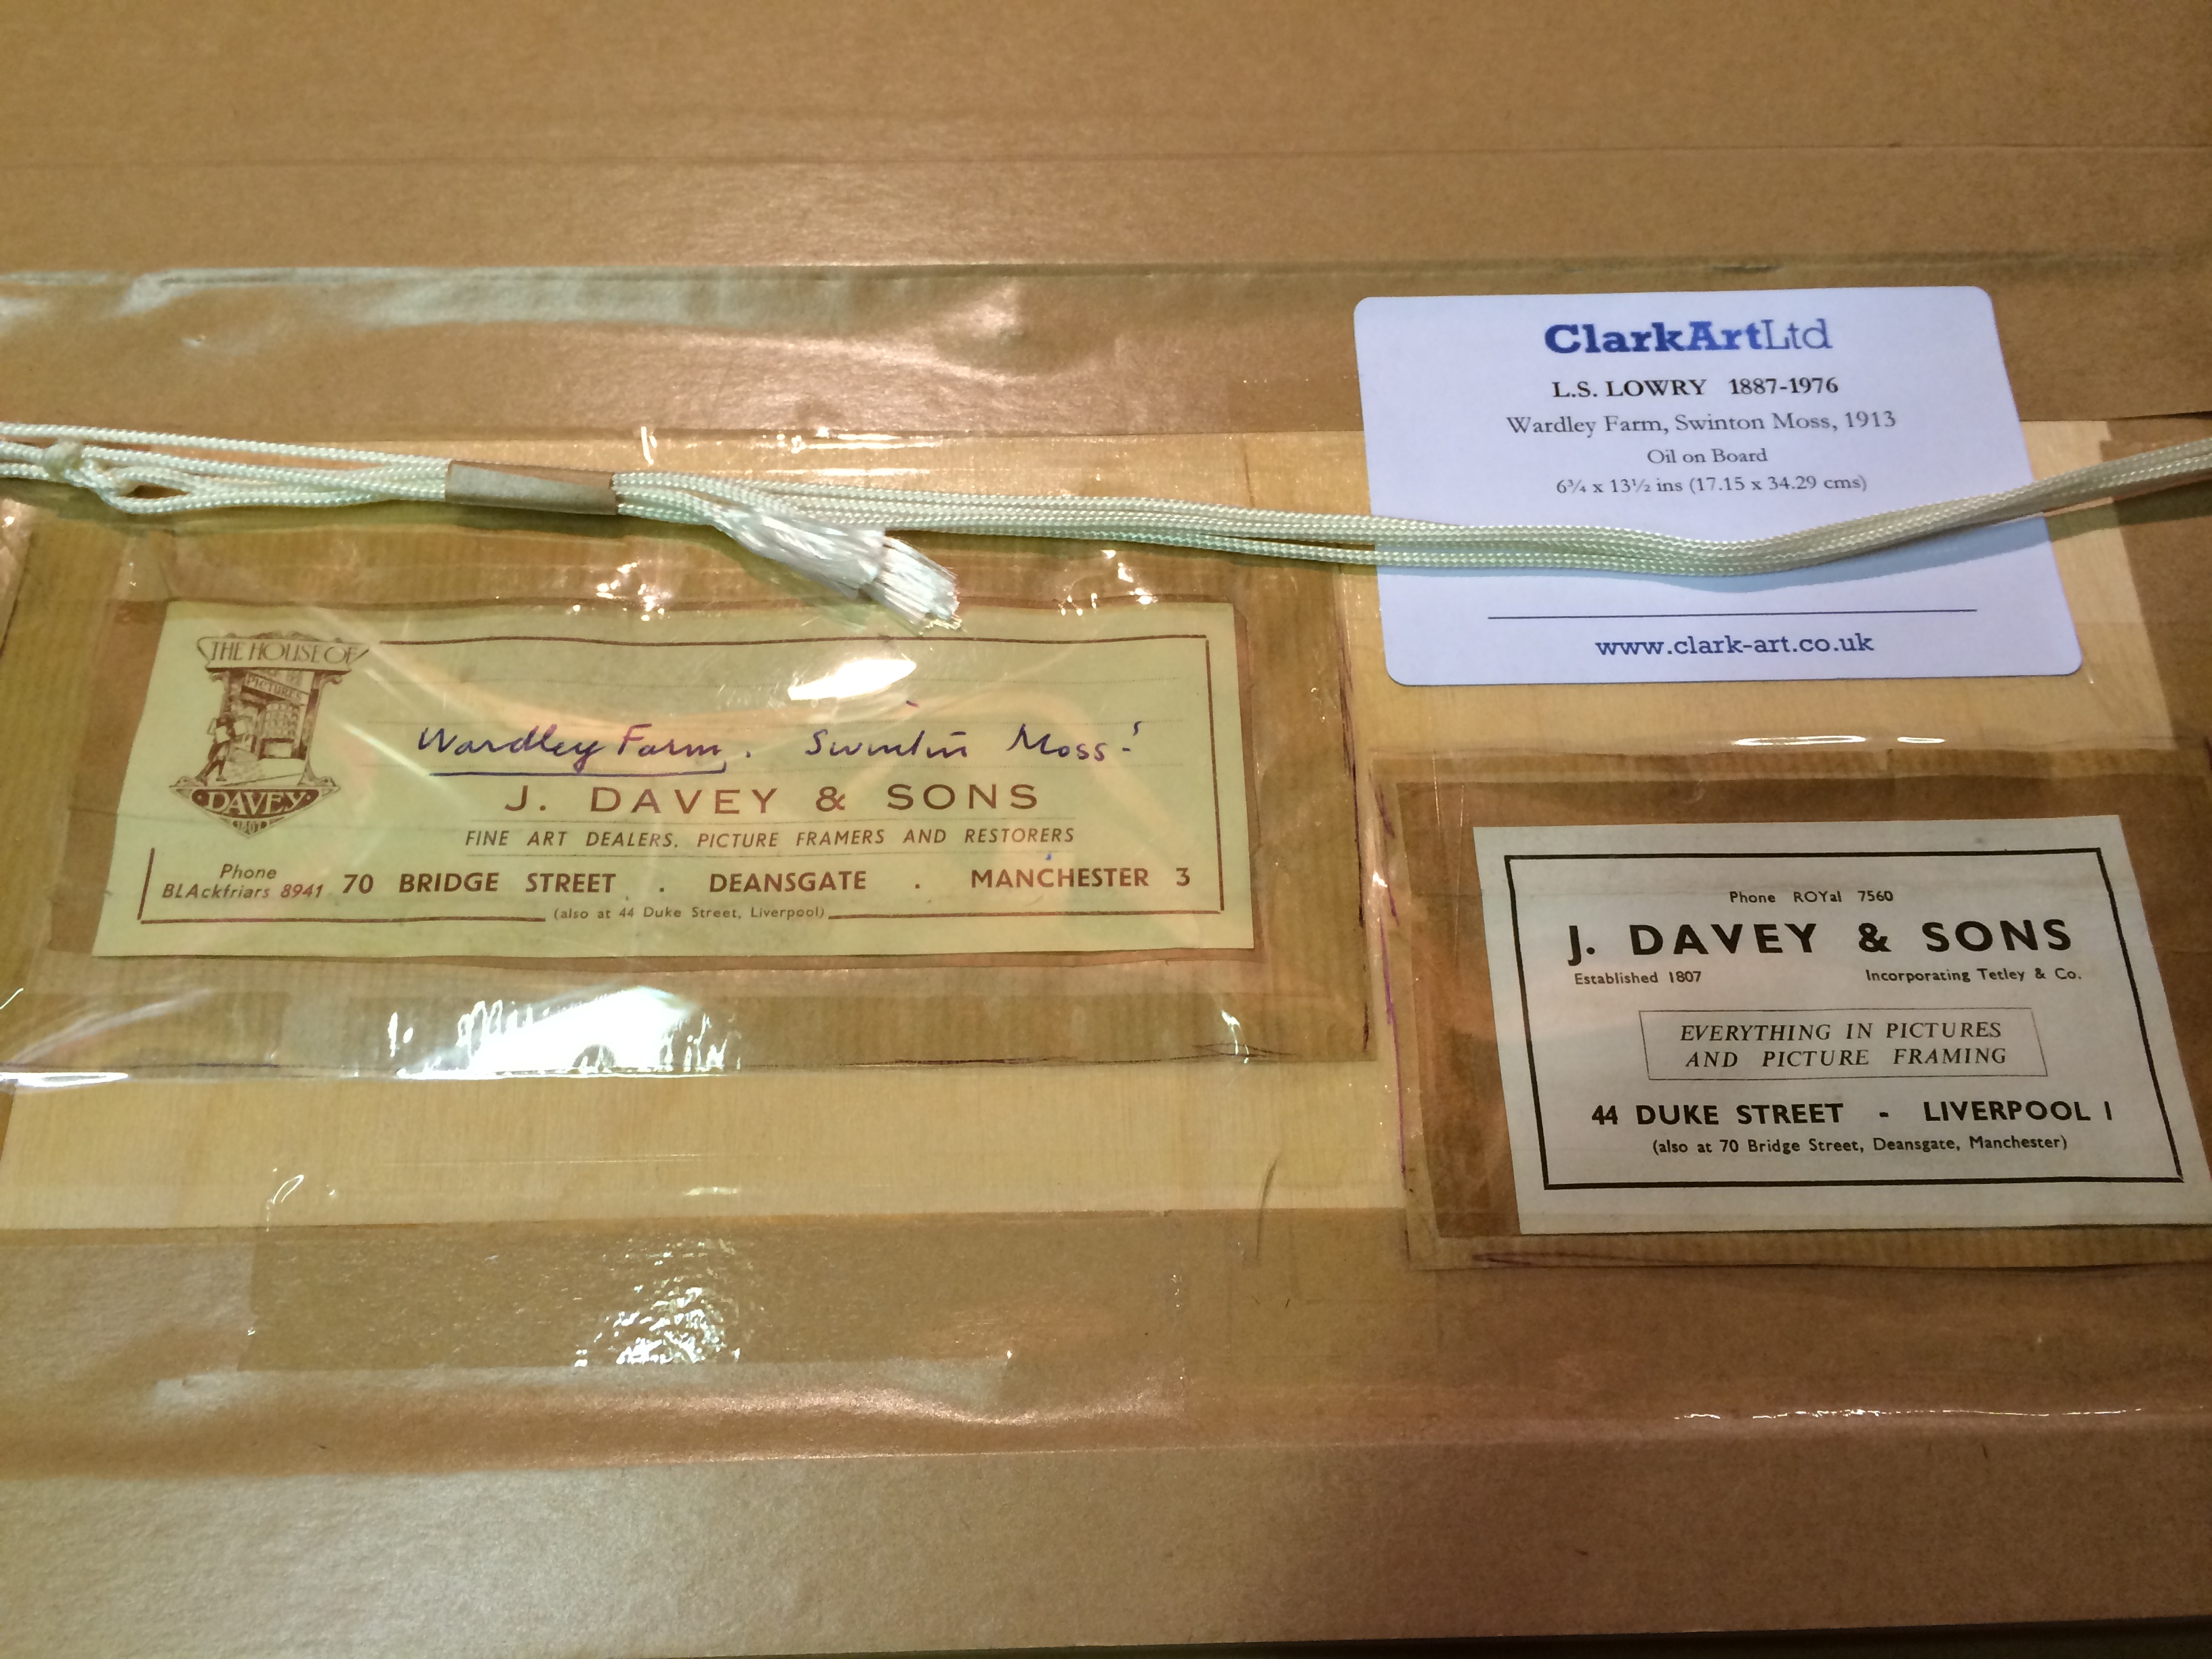 ClarkArtLtd
L.S. LOWRY 1887-1976
Wardley Farm, Swinton Moss, 1913
Oil on Board
6¾ x 13½ ins (17.15 x 34.29 cms)
www.clark-art.co.uk
THE HOUSE OF
PICTURES
DAVEY
1807
Wardley Farm. Swinton Moss.
J. DAVEY & SONS
FINE ART DEALERS, PICTURE FRAMERS AND RESTORERS
Phone
BLAckfriars 8941
70 BRIDGE STREET . DEANSGATE . MANCHESTER 3
(also at 44 Duke Street, Liverpool)
Phone ROYal 7560
J. DAVEY & SONS
Established 1807 Incorporating Tetley & Co.
EVERYTHING IN PICTURES
AND PICTURE FRAMING
44 DUKE STREET - LIVERPOOL 1
(also at 70 Bridge Street, Deansgate, Manchester)